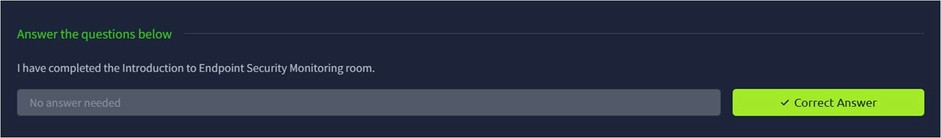 Answer the questions below
I have completed the Introduction to Endpoint Security Monitoring room.
No answer needed
✓ Correct Answer